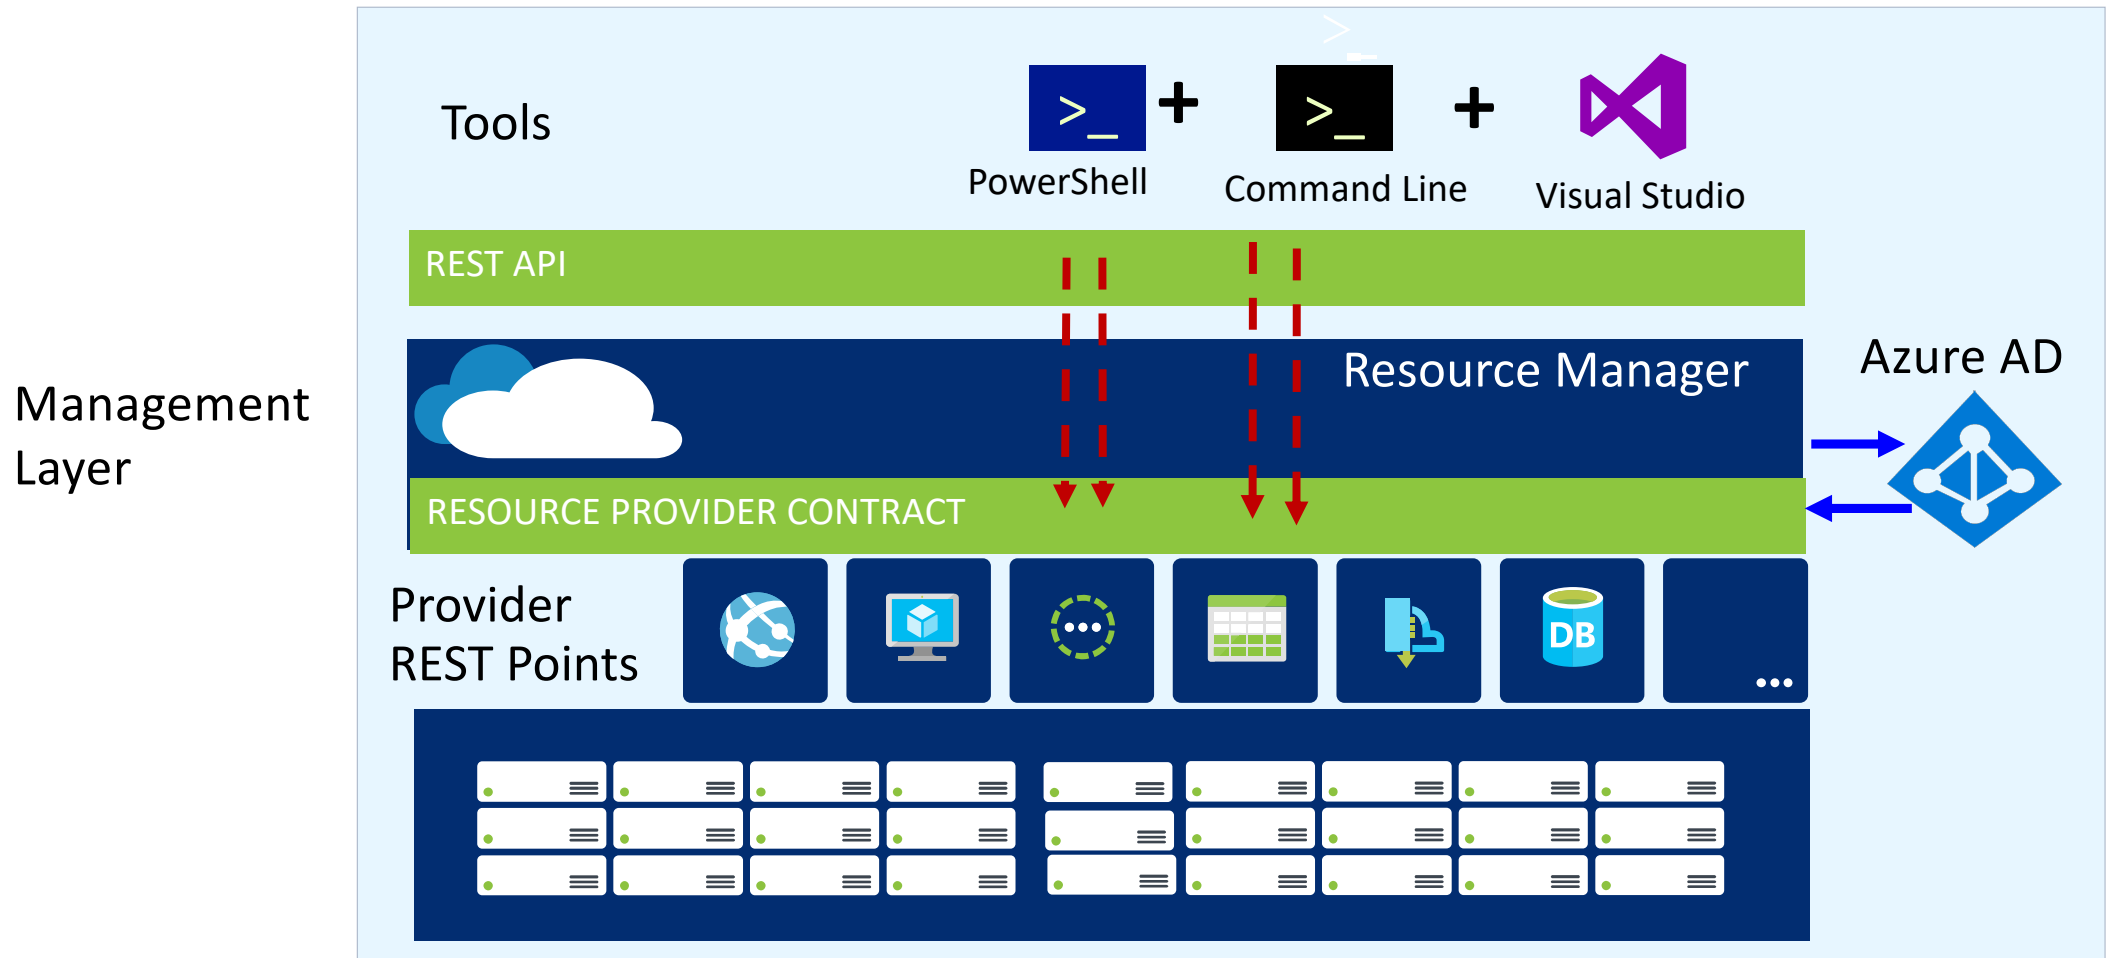 >_
Tools
>_
+
>_
+
PowerShell
Command Line
Visual Studio
REST API
Resource Manager
Azure AD
Management
Layer
RESOURCE PROVIDER CONTRACT
Provider
REST Points
DB